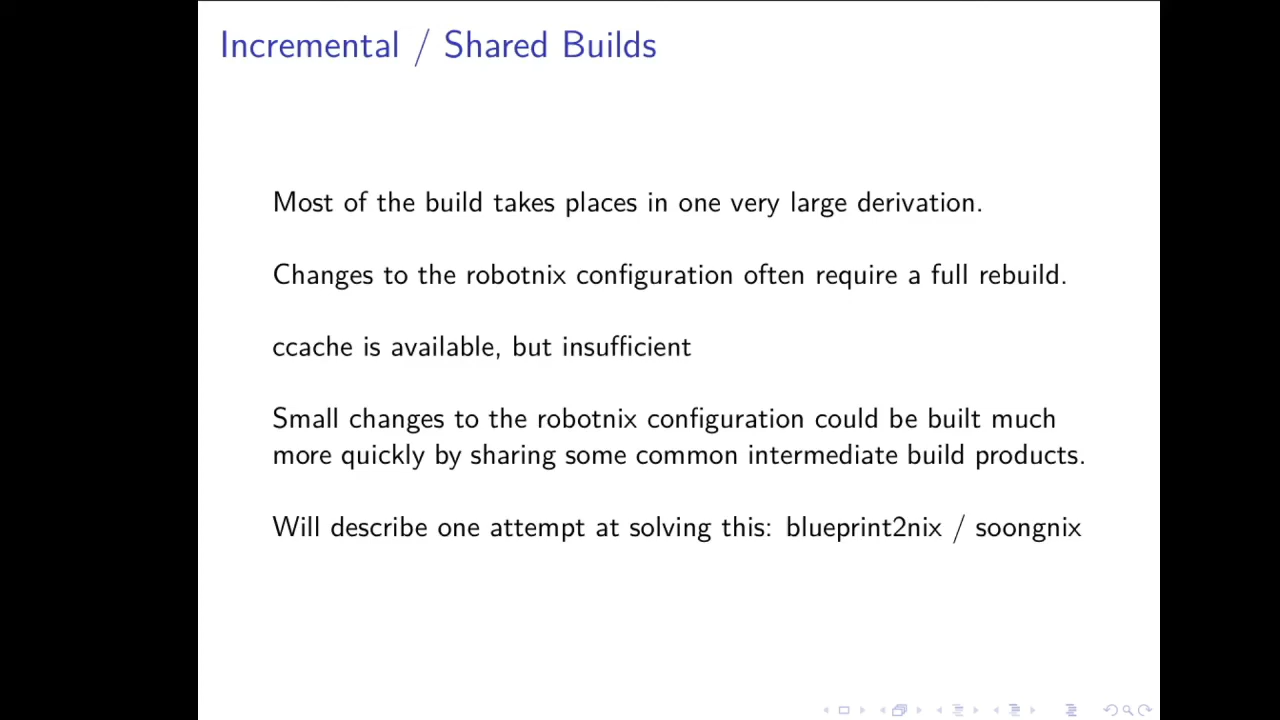 Incremental / Shared Builds
Most of the build takes places in one very large derivation.
Changes to the robotnix configuration often require a full rebuild.
ccache is available, but insufficient
Small changes to the robotnix configuration could be built much
more quickly by sharing some common intermediate build products.
Will describe one attempt at solving this: blueprint2nix / soongnix